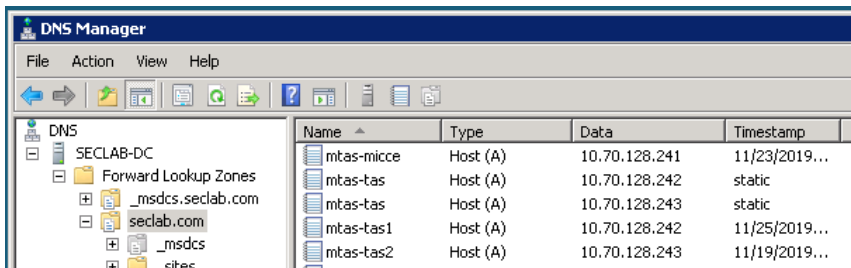 DNS Manager
File Action View Help
DNS
SECLAB-DC
Forward Lookup Zones
_msdcs.seclab.com
seclab.com
_msdcs
_sites
Name Type Data Timestamp
mtas-micce Host (A) 10.70.128.241 11/23/2019...
mtas-tas Host (A) 10.70.128.242 static
mtas-tas Host (A) 10.70.128.243 static
mtas-tas1 Host (A) 10.70.128.242 11/25/2019...
mtas-tas2 Host (A) 10.70.128.243 11/19/2019...